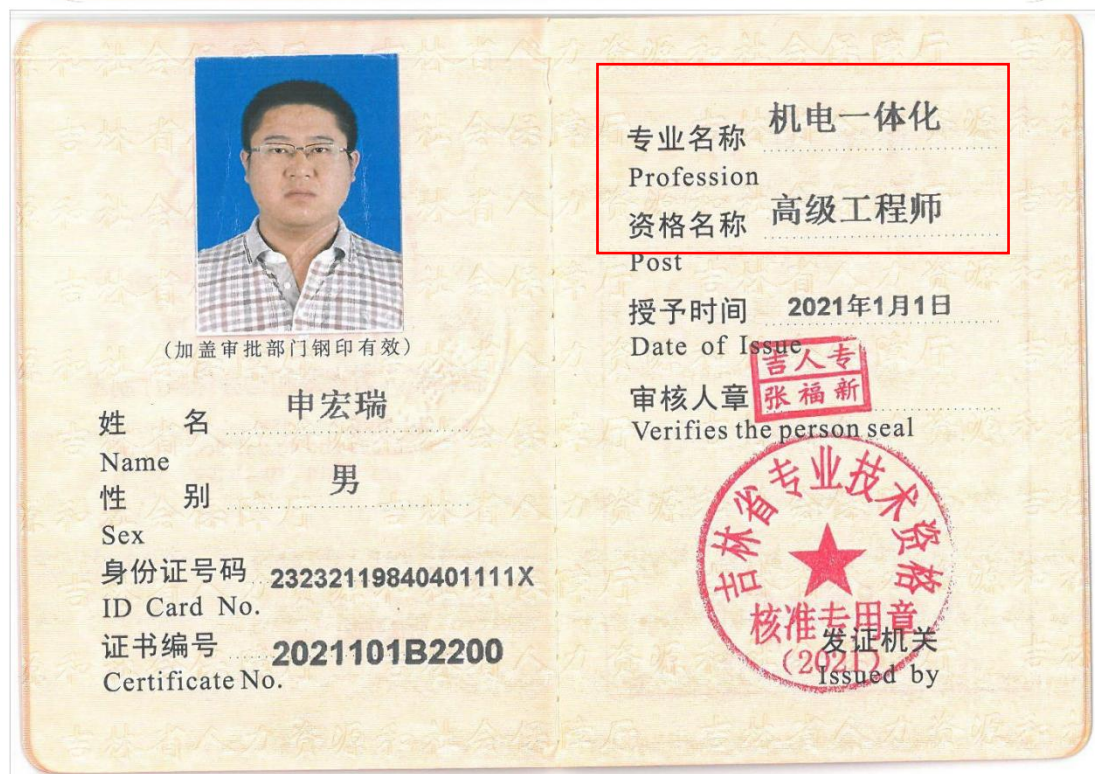 (加盖审批部门钢印有效)
姓 名 申宏瑞
Name
性 别 男
Sex
身份证号码 23232119840401111X
ID Card No.
证书编号 2021101B2200
Certificate No.
专业名称 机电一体化
Profession
资格名称 高级工程师
Post
授予时间 2021年1月1日
Date of Issue
吉人专
审核人章 张福新
Verifies the person seal
吉林省专业技术资格
核准专用章
(2021)
发证机关
Issued by